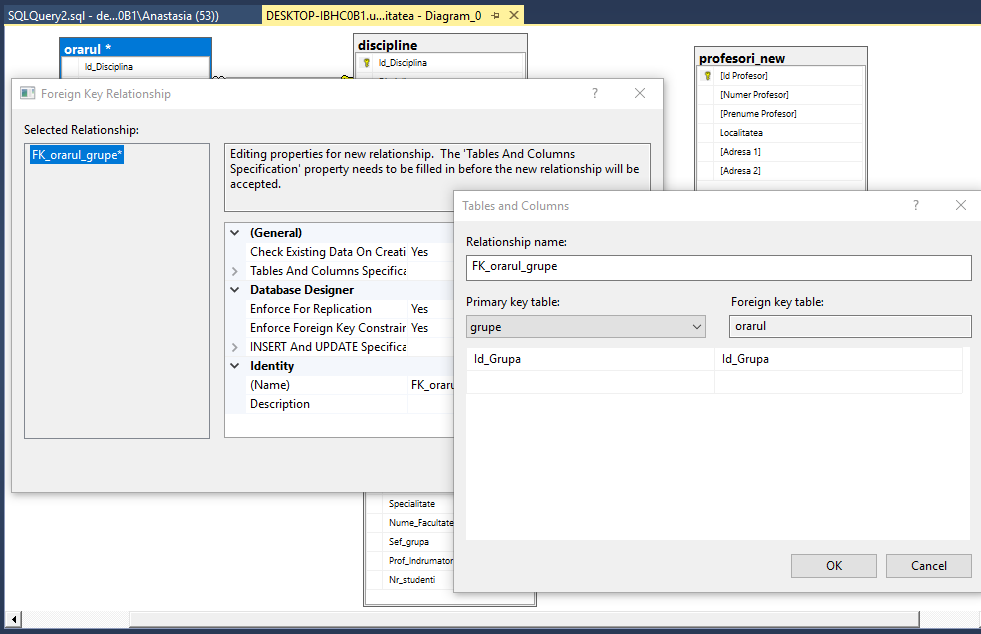 SQLQuery2.sql - de...0B1\Anastasia (53))
DESKTOP-IBHC0B1.u...itatea - Diagram_0
orarul *
Id_Disciplina
discipline
Id_Disciplina
profesori_new
[Id Profesor]
[Numer Profesor]
[Prenume Profesor]
Localitatea
[Adresa 1]
[Adresa 2]
Foreign Key Relationship
?
Selected Relationship:
FK_orarul_grupe*
Editing properties for new relationship. The 'Tables And Columns
Specification' property needs to be filled in before the new relationship will be
accepted.
(General)
Check Existing Data On Creati Yes
Tables And Columns Specifica
Database Designer
Enforce For Replication Yes
Enforce Foreign Key Constrain Yes
INSERT And UPDATE Specifica
Identity
(Name) FK_oraru
Description
Tables and Columns
?
Relationship name:
FK_orarul_grupe
Primary key table: Foreign key table:
grupe orarul
Id_Grupa Id_Grupa
OK Cancel
Specialitate
Nume_Facultate
Sef_grupa
Prof_Indrumator
Nr_studenti